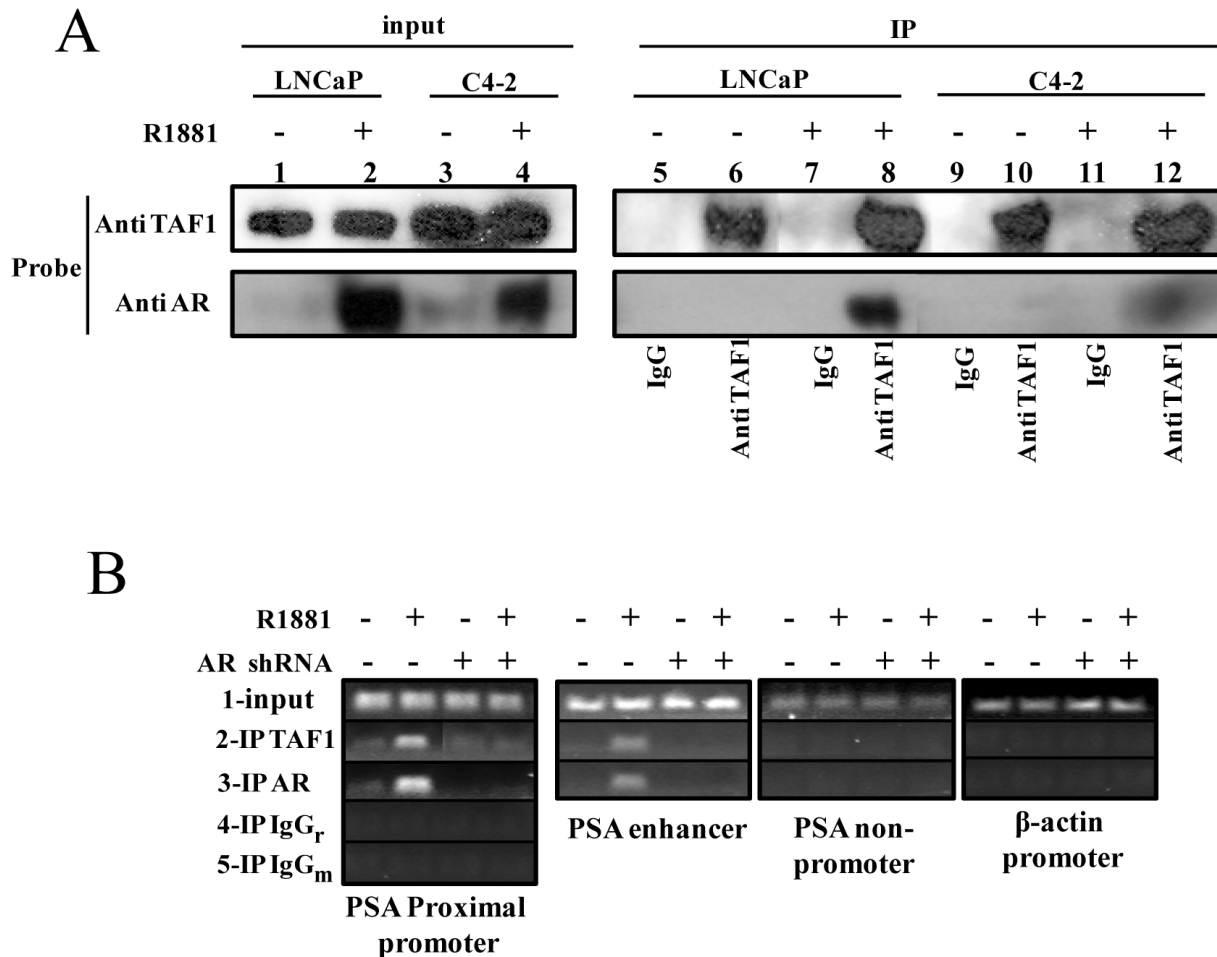 A
input
IP
LNCaP
C4-2
LNCaP
C4-2
R1881
- + - + - - + + - - + +
1 2 3 4 5 6 7 8 9 10 11 12
Probe
Anti TAF1
Anti AR
IgG
Anti TAF1
IgG
Anti TAF1
IgG
Anti TAF1
IgG
Anti TAF1
B
R1881
- + - + - + - + - + - + - + - +
AR shRNA
- - + + - - + + - - + + - - + +
1-input
2-IP TAF1
3-IP AR
4-IP IgGr
5-IP IgGm
PSA Proximal
promoter
PSA enhancer
PSA non-
promoter
β-actin
promoter